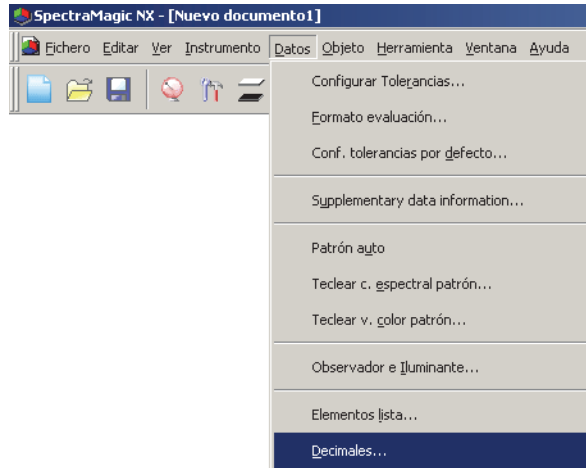 SpectraMagic NX - [Nuevo documento1]
Fichero Editar Ver Instrumento Datos Objeto Herramienta Ventana Ayuda
Configurar Tolerancias...
Formato evaluación...
Conf. tolerancias por defecto...
Supplementary data information...
Patrón auto
Teclear c. espectral patrón...
Teclear v. color patrón...
Observador e Iluminante...
Elementos lista...
Decimales...